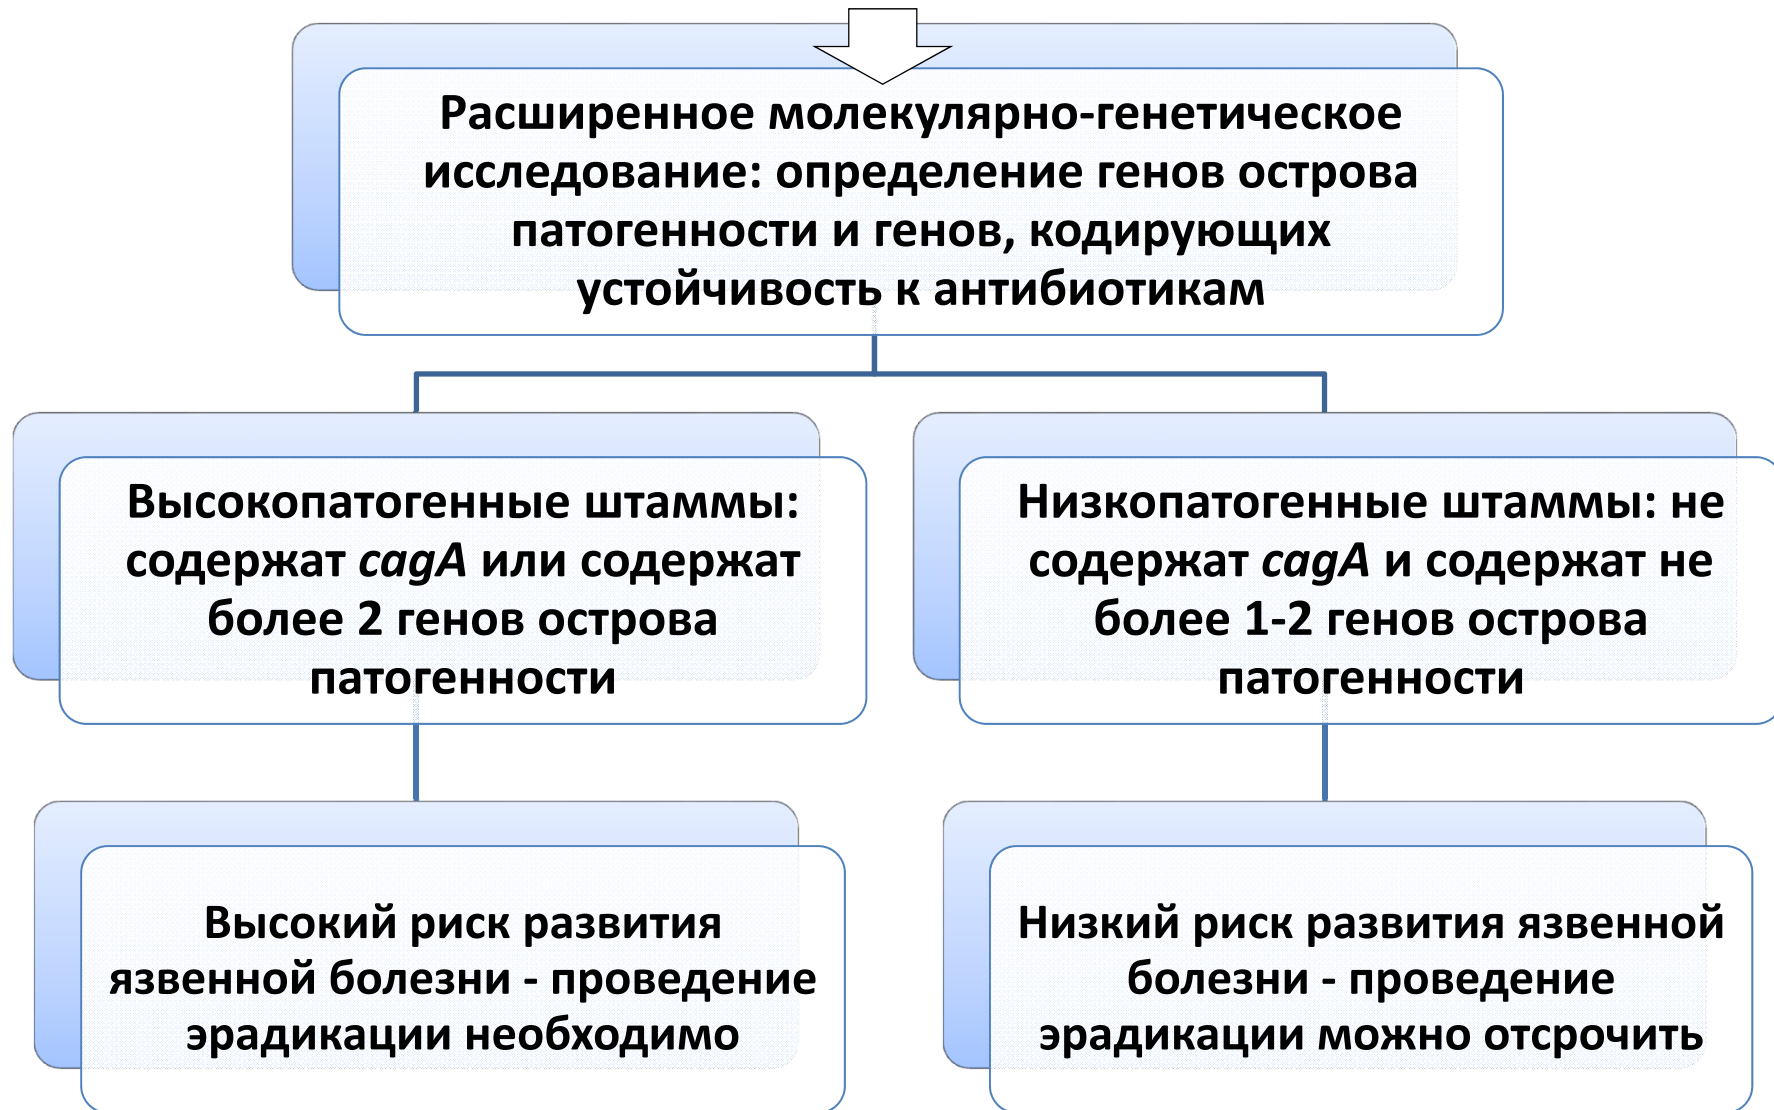 Расширенное молекулярно-генетическое
исследование: определение генов острова
патогенности и генов, кодирующих
устойчивость к антибиотикам
Высокопатогенные штаммы:
содержат cagA или содержат
более 2 генов острова
патогенности
Низкопатогенные штаммы: не
содержат cagA и содержат не
более 1-2 генов острова
патогенности
Высокий риск развития
язвенной болезни - проведение
эрадикации необходимо
Низкий риск развития язвенной
болезни - проведение
эрадикации можно отсрочить